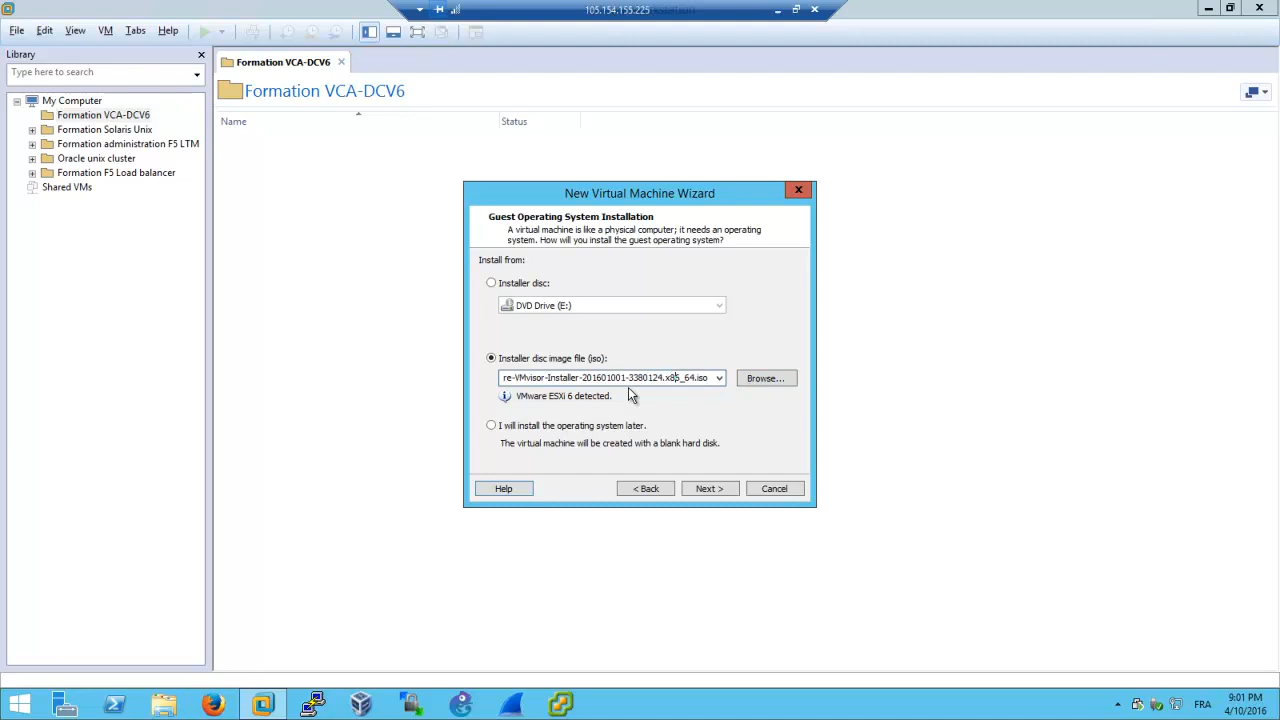 105.154.155.225
File Edit View VM Tabs Help
Library
Type here to search
My Computer
Formation VCA-DCV6
Formation Solaris Unix
Formation administration F5 LTM
Oracle unix cluster
Formation F5 Load balancer
Shared VMs
Formation VCA-DCV6
Formation VCA-DCV6
Name Status
New Virtual Machine Wizard
Guest Operating System Installation
A virtual machine is like a physical computer; it needs an operating
system. How will you install the guest operating system?
Install from:
Installer disc:
DVD Drive (E:)
Installer disc image file (iso):
re-VMvisor-Installer-201601001-3380124.x86_64.iso Browse...
VMware ESXi 6 detected.
I will install the operating system later.
The virtual machine will be created with a blank hard disk.
Help < Back Next > Cancel
FRA
9:01 PM
4/10/2016